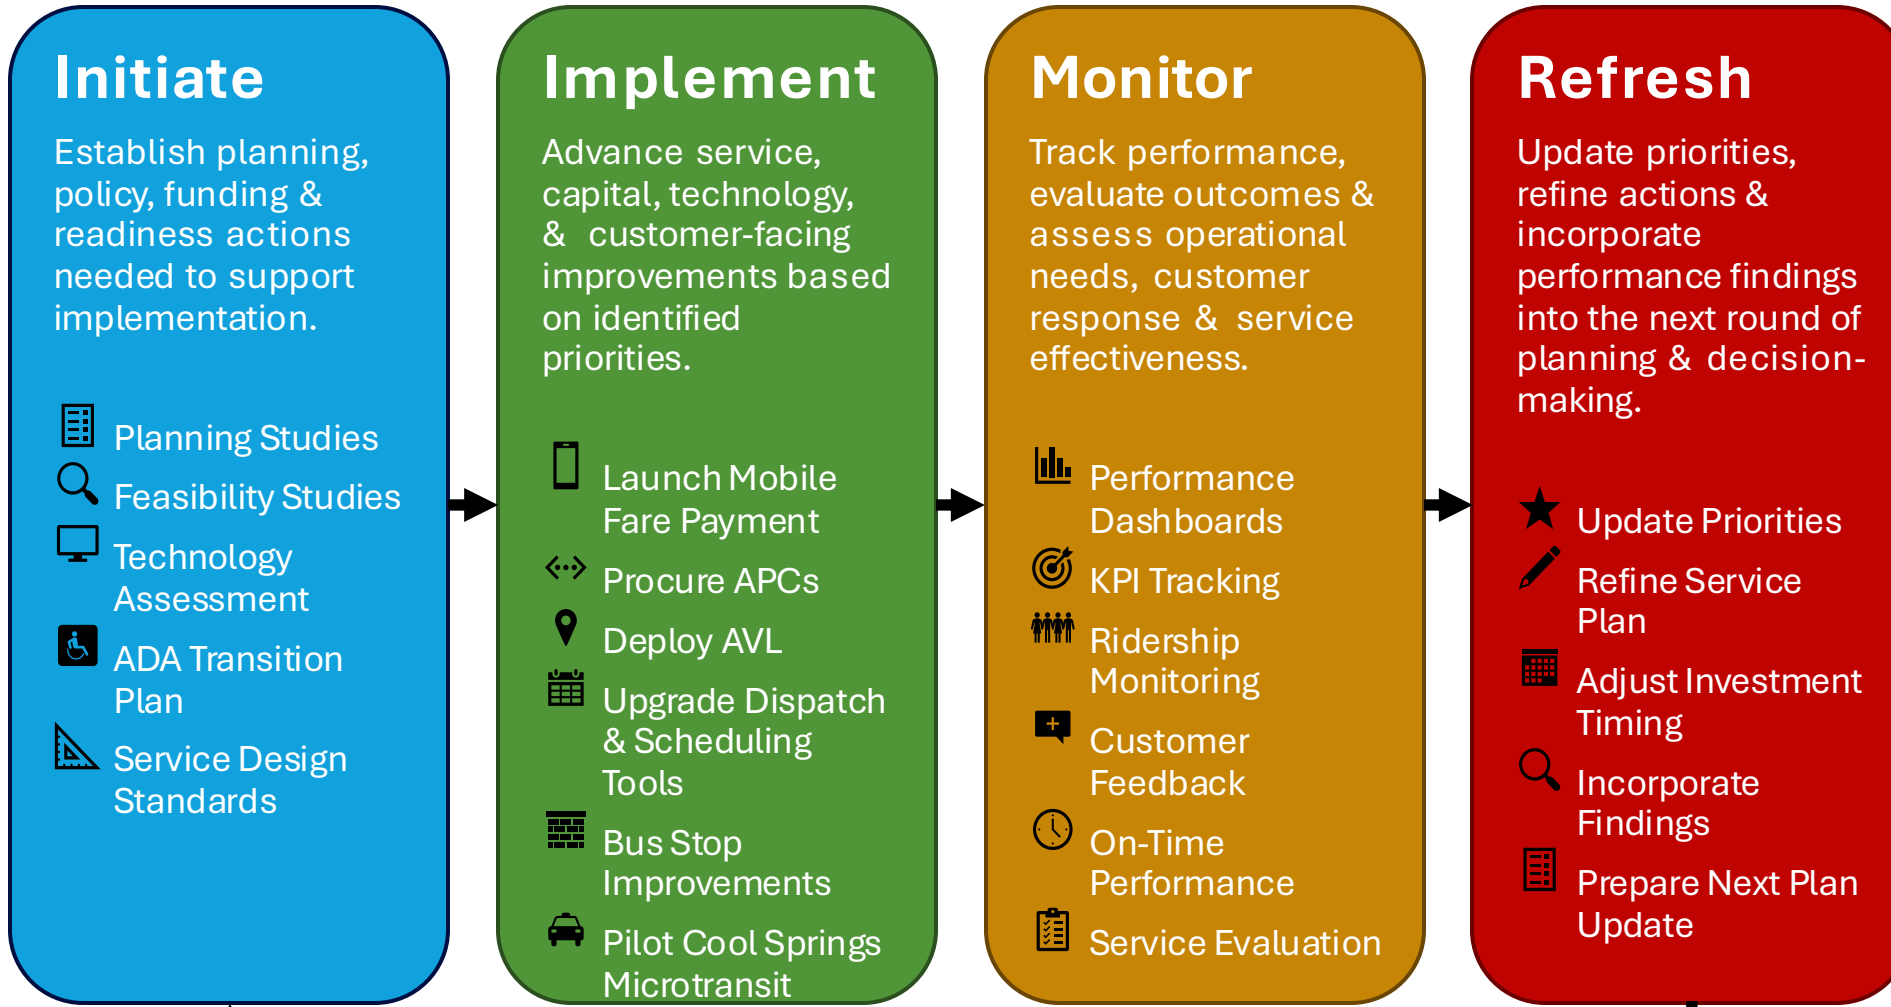 Initiate
Establish planning,
policy, funding &
readiness actions
needed to support
implementation.
Planning Studies
Feasibility Studies
Technology
Assessment
ADA Transition
Plan
Service Design
Standards
Implement
Advance service,
capital, technology,
& customer-facing
improvements based
on identified
priorities.
Launch Mobile
Fare Payment
Procure APCs
Deploy AVL
Upgrade Dispatch
& Scheduling
Tools
Bus Stop
Improvements
Pilot Cool Springs
Microtransit
Monitor
Track performance,
evaluate outcomes &
assess operational
needs, customer
response & service
effectiveness.
Performance
Dashboards
KPI Tracking
Ridership
Monitoring
Customer
Feedback
On-Time
Performance
Service Evaluation
Refresh
Update priorities,
refine actions &
incorporate
performance findings
into the next round of
planning & decision-
making.
Update Priorities
Refine Service
Plan
Adjust Investment
Timing
Incorporate
Findings
Prepare Next Plan
Update